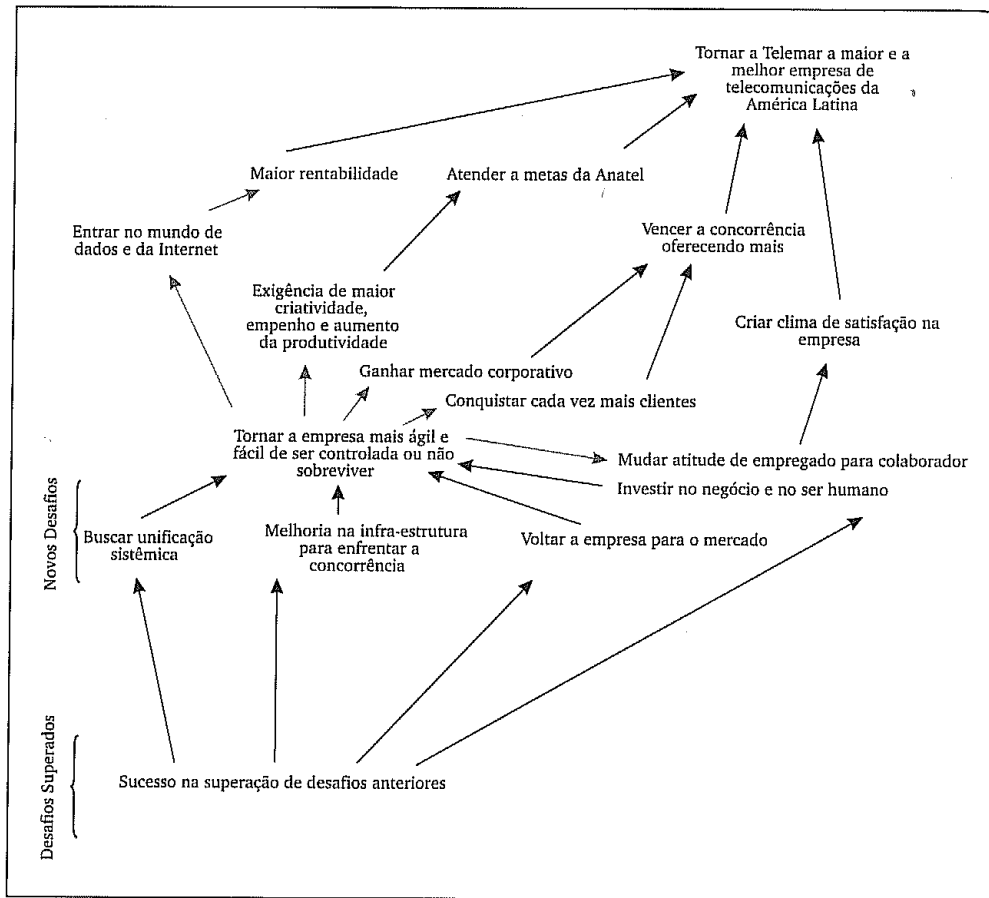 Tornar a Telemar a maior e a
melhor empresa de
telecomunicações da
América Latina
Maior rentabilidade
Atender a metas da Anatel
Entrar no mundo de
dados e da Internet
Vencer a concorrência
oferecendo mais
Exigência de maior
criatividade,
empenho e aumento
da produtividade
Criar clima de satisfação na
empresa
Ganhar mercado corporativo
Conquistar cada vez mais clientes
Tornar a empresa mais ágil e
fácil de ser controlada ou não
sobreviver
Mudar atitude de empregado para colaborador
Investir no negócio e no ser humano
Novos Desafios
Buscar unificação
sistêmica
Melhoria na infra-estrutura
para enfrentar a
concorrência
Voltar a empresa para o mercado
Desafios Superados
Sucesso na superação de desafios anteriores